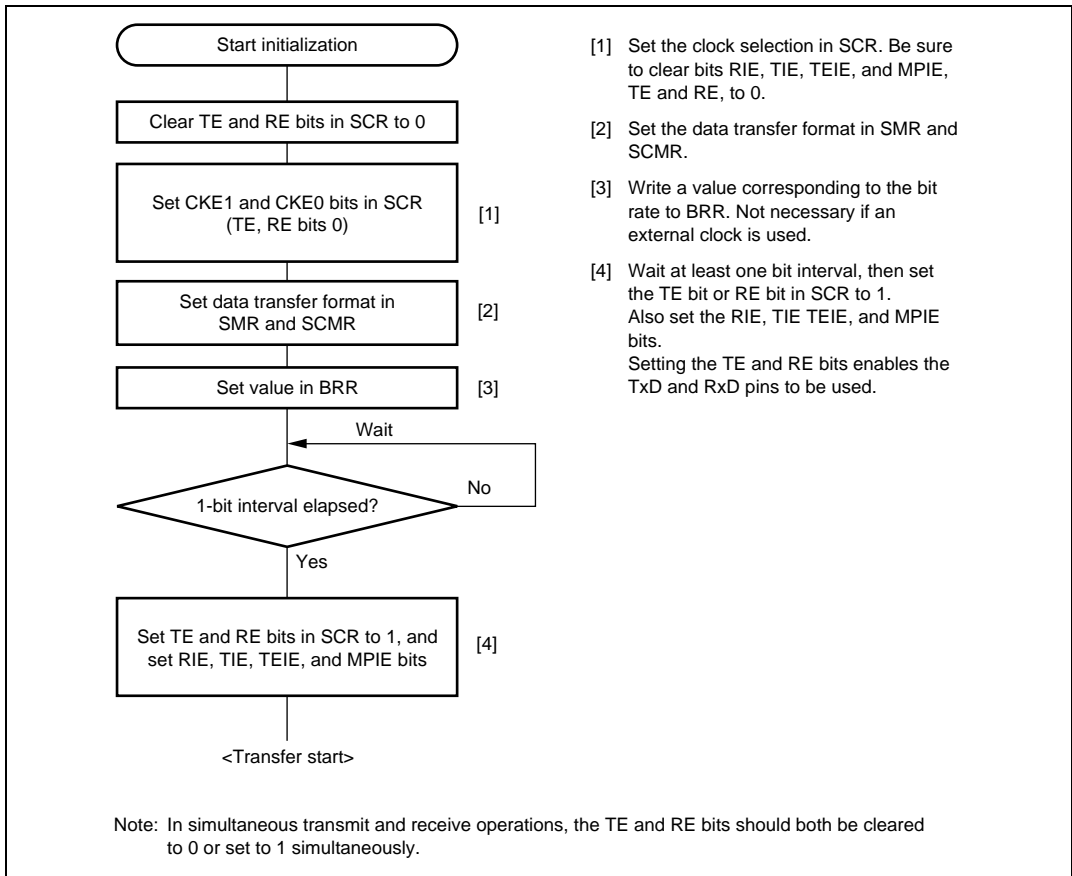 Start initialization
Clear TE and RE bits in SCR to 0
Set CKE1 and CKE0 bits in SCR
(TE, RE bits 0)
[1]
Set data transfer format in
SMR and SCMR
[2]
Set value in BRR
[3]
Wait
No
1-bit interval elapsed?
Yes
Set TE and RE bits in SCR to 1, and
set RIE, TIE, TEIE, and MPIE bits
[4]
<Transfer start>
[1] Set the clock selection in SCR. Be sure
to clear bits RIE, TIE, TEIE, and MPIE,
TE and RE, to 0.
[2] Set the data transfer format in SMR and
SCMR.
[3] Write a value corresponding to the bit
rate to BRR. Not necessary if an
external clock is used.
[4] Wait at least one bit interval, then set
the TE bit or RE bit in SCR to 1.
Also set the RIE, TIE TEIE, and MPIE
bits.
Setting the TE and RE bits enables the
TxD and RxD pins to be used.
Note: In simultaneous transmit and receive operations, the TE and RE bits should both be cleared
to 0 or set to 1 simultaneously.